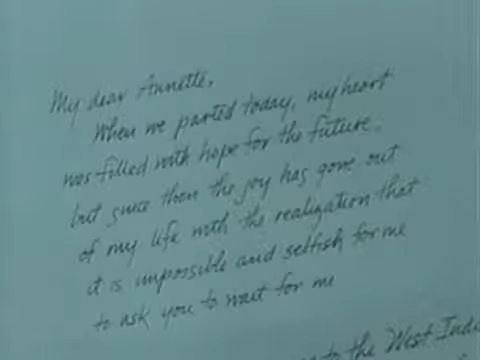 My dear Annette,
When we parted today, my heart
was filled with hope for the future,
but since then the joy has gone out
of my life with the realization that
it is impossible and selfish for me
to ask you to wait for me
to the West Indi